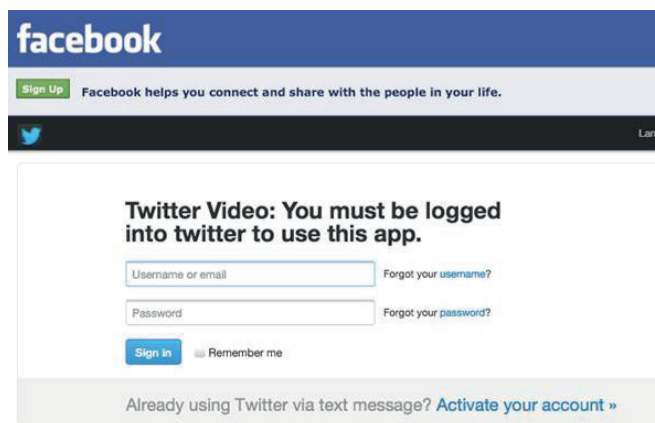 facebook
Sign Up Facebook helps you connect and share with the people in your life.
Lan
Twitter Video: You must be logged
into twitter to use this app.
Username or email Forgot your username?
Password Forgot your password?
Sign in Remember me
Already using Twitter via text message? Activate your account »